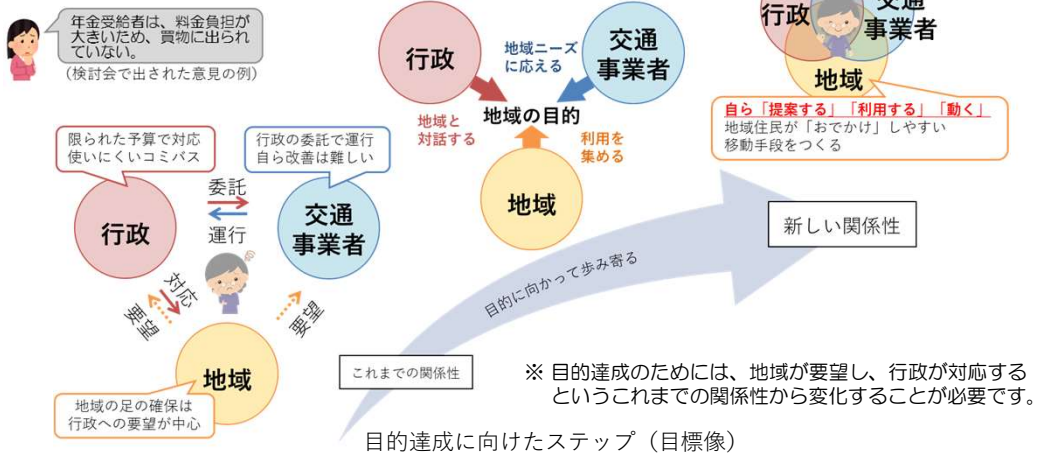 年金受給者は、料金負担が
大きいため、買物に出られ
ていない。
(検討会で出された意見の例)
行政
交通
事業者
地域ニーズ
に応える
地域と
対話する
地域の目的
利用を
集める
地域
行政
交通
事業者
地域
自ら「提案する」「利用する」「動く」
地域住民が「おでかけ」しやすい
移動手段をつくる
限られた予算で対応
使いにくいコミバス
行政の委託で運行
自ら改善は難しい
行政
委託
運行
交通
事業者
対応
要望
要望
地域
地域の足の確保は
行政への要望が中心
これまでの関係性
目的に向かって歩み寄る
新しい関係性
※ 目的達成のためには、地域が要望し、行政が対応する
というこれまでの関係性から変化することが必要です。
目的達成に向けたステップ（目標像）